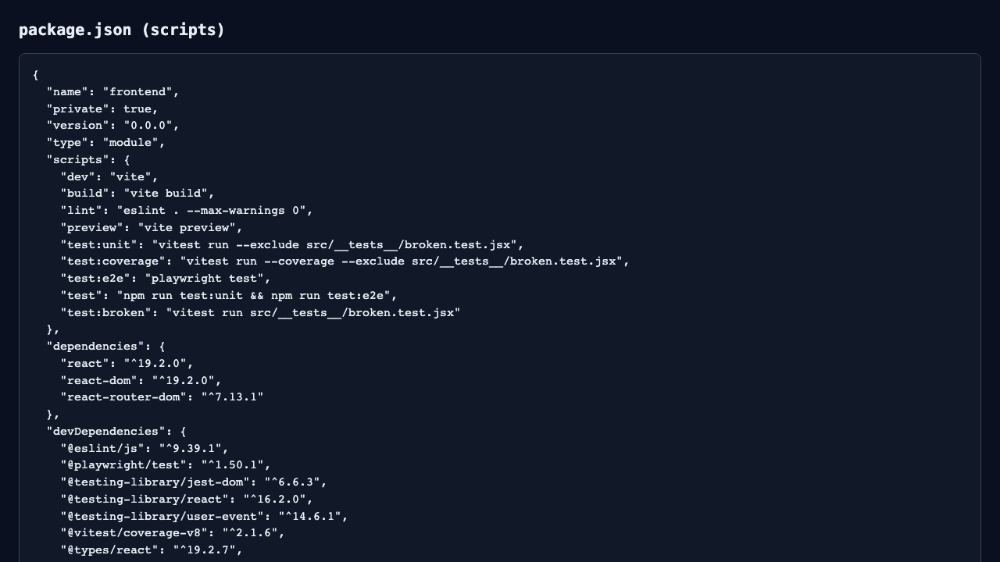 package.json (scripts)
{
  "name": "frontend",
  "private": true,
  "version": "0.0.0",
  "type": "module",
  "scripts": {
    "dev": "vite",
    "build": "vite build",
    "lint": "eslint . --max-warnings 0",
    "preview": "vite preview",
    "test:unit": "vitest run --exclude src/__tests__/broken.test.jsx",
    "test:coverage": "vitest run --coverage --exclude src/__tests__/broken.test.jsx",
    "test:e2e": "playwright test",
    "test": "npm run test:unit && npm run test:e2e",
    "test:broken": "vitest run src/__tests__/broken.test.jsx"
  },
  "dependencies": {
    "react": "^19.2.0",
    "react-dom": "^19.2.0",
    "react-router-dom": "^7.13.1"
  },
  "devDependencies": {
    "@eslint/js": "^9.39.1",
    "@playwright/test": "^1.50.1",
    "@testing-library/jest-dom": "^6.6.3",
    "@testing-library/react": "^16.2.0",
    "@testing-library/user-event": "^14.6.1",
    "@vitest/coverage-v8": "^2.1.6",
    "@types/react": "^19.2.7",